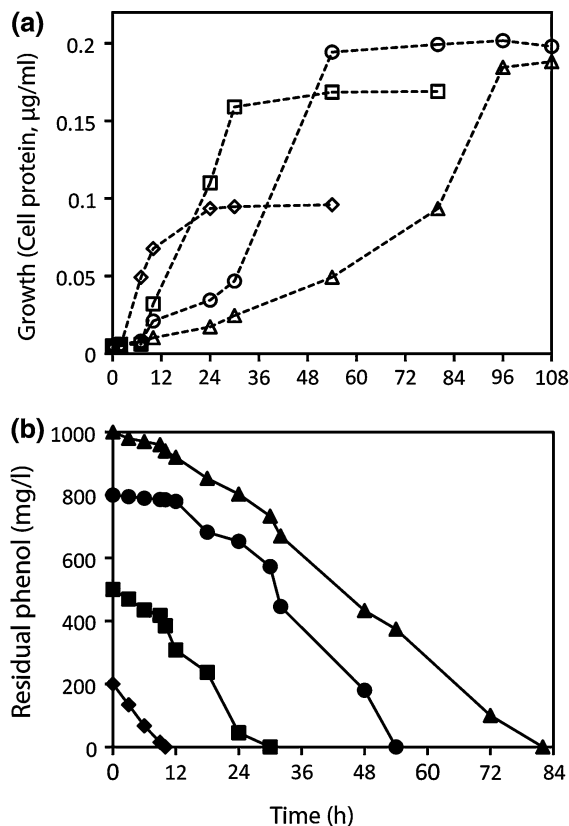 (a)
Growth (Cell protein, µg/ml)
0.2
0.15
0.1
0.05
0
0 12 24 36 48 60 72 84 96 108
(b)
Residual phenol (mg/l)
1000
800
600
400
200
0
0 12 24 36 48 60 72 84
Time (h)